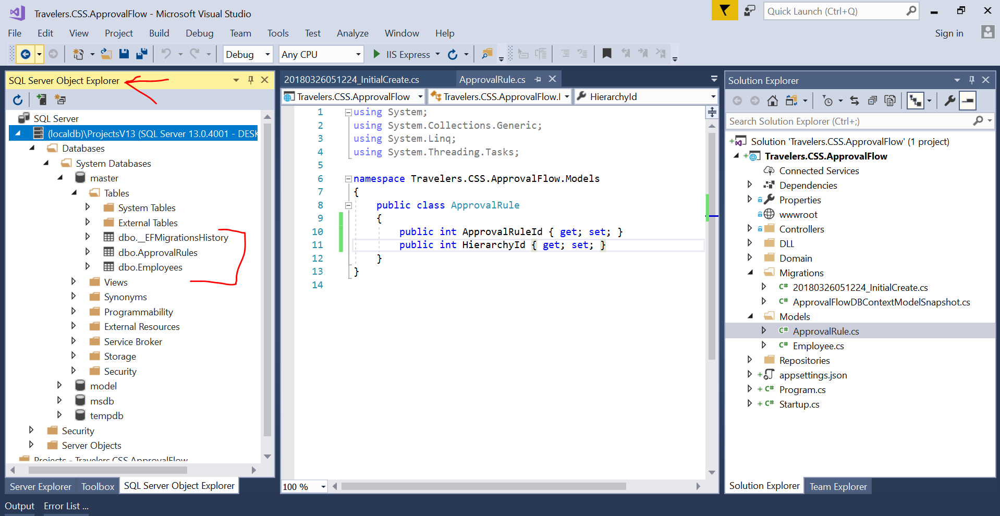 Travelers.CSS.ApprovalFlow - Microsoft Visual Studio
Quick Launch (Ctrl+Q)
File Edit View Project Build Debug Team Tools Test Analyze Window Help
Sign in
Debug Any CPU IIS Express
SQL Server Object Explorer
SQL Server
(localdb)\ProjectsV13 (SQL Server 13.0.4001 - DESK
Databases
System Databases
master
Tables
System Tables
External Tables
dbo.__EFMigrationsHistory
dbo.ApprovalRules
dbo.Employees
Views
Synonyms
Programmability
External Resources
Service Broker
Storage
Security
model
msdb
tempdb
Security
Server Objects
Projects - Travelers.CSS.ApprovalFlow
Server Explorer Toolbox SQL Server Object Explorer
20180326051224_InitialCreate.cs ApprovalRule.cs
Travelers.CSS.ApprovalFlow Travelers.CSS.ApprovalFlow.I HierarchyId
1 using System;
2 using System.Collections.Generic;
3 using System.Linq;
4 using System.Threading.Tasks;
5
6 namespace Travelers.CSS.ApprovalFlow.Models
7 {
8 public class ApprovalRule
9 {
10 public int ApprovalRuleId { get; set; }
11 public int HierarchyId { get; set; }
12 }
13 }
14
100 %
Solution Explorer
Search Solution Explorer (Ctrl+;)
Solution 'Travelers.CSS.ApprovalFlow' (1 project)
Travelers.CSS.ApprovalFlow
Connected Services
Dependencies
Properties
wwwroot
Controllers
DLL
Domain
Migrations
C# 20180326051224_InitialCreate.cs
C# ApprovalFlowDBContextModelSnapshot.cs
Models
C# ApprovalRule.cs
C# Employee.cs
Repositories
appsettings.json
C# Program.cs
C# Startup.cs
Solution Explorer Team Explorer
Output Error List ...